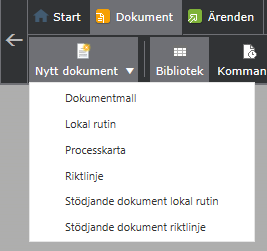 Start Dokument Ärenden
Nytt dokument Bibliotek Komman
Dokumentmall
Lokal rutin
Processkarta
Riktlinje
Stödjande dokument lokal rutin
Stödjande dokument riktlinje